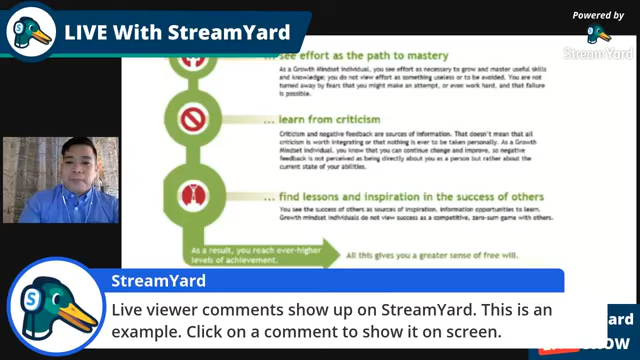 LIVE With StreamYard
Powered by
StreamYard
... see effort as the path to mastery
As a Growth Mindset individual, you see effort as necessary to grow and master useful skills
and knowledge; you do not view effort as something useless or to be avoided. You are not
turned away by fears that you might make an attempt, or even work hard, and that failure
is possible.
... learn from criticism
Criticism and negative feedback are sources of information. That doesn't mean that all
criticism is worth integrating or that nothing is ever to be taken personally. As a Growth
Mindset individual, you know that you can continue change and improve, so negative
feedback is not perceived as being directly about you as a person but rather about the
current state of your abilities.
... find lessons and inspiration in the success of others
You see the success of others as sources of inspiration, information opportunities to learn.
Growth mindset individuals do not view success as a competitive, zero-sum game with others.
As a result, you reach ever-higher
levels of achievement.
All this gives you a greater sense of free will.
StreamYard
Live viewer comments show up on StreamYard. This is an
example. Click on a comment to show it on screen.
ard
HOW